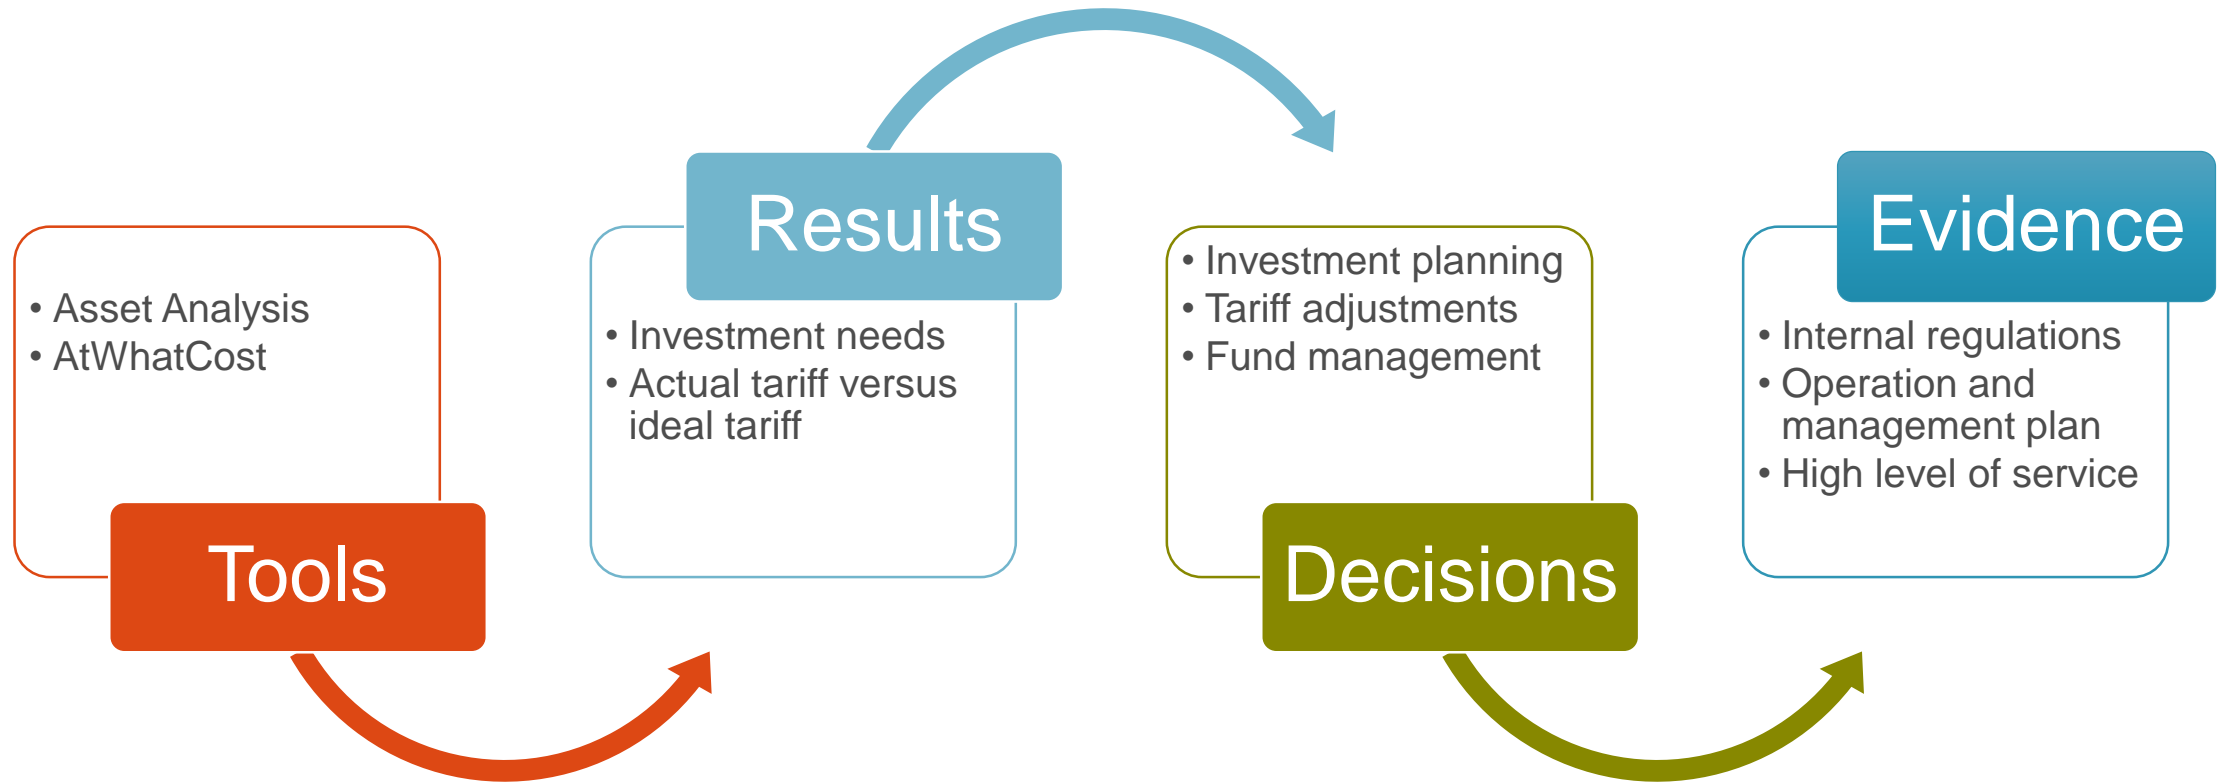 • Asset Analysis
• AtWhatCost
Tools
Results
• Investment needs
• Actual tariff versus
ideal tariff
• Investment planning
• Tariff adjustments
• Fund management
Decisions
Evidence
• Internal regulations
• Operation and
management plan
• High level of service